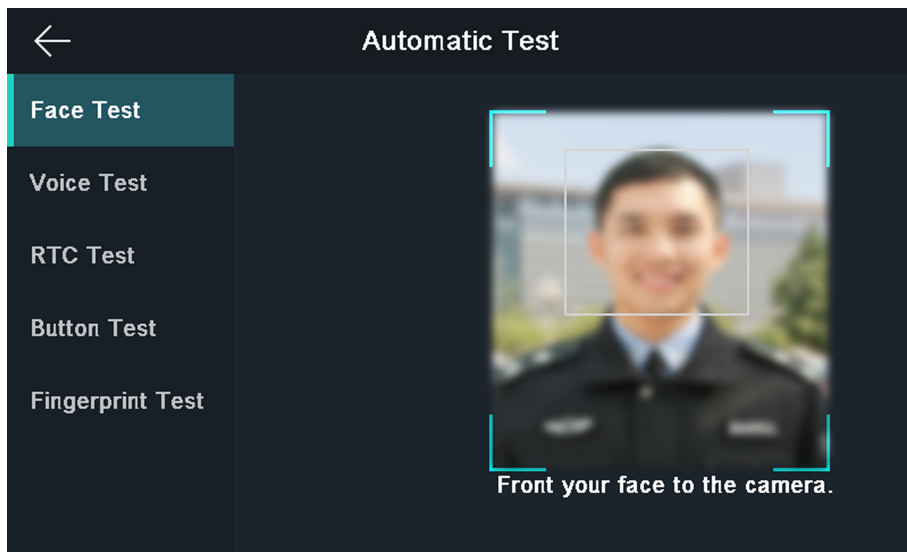 Automatic Test
Face Test
Voice Test
RTC Test
Button Test
Fingerprint Test
Front your face to the camera.